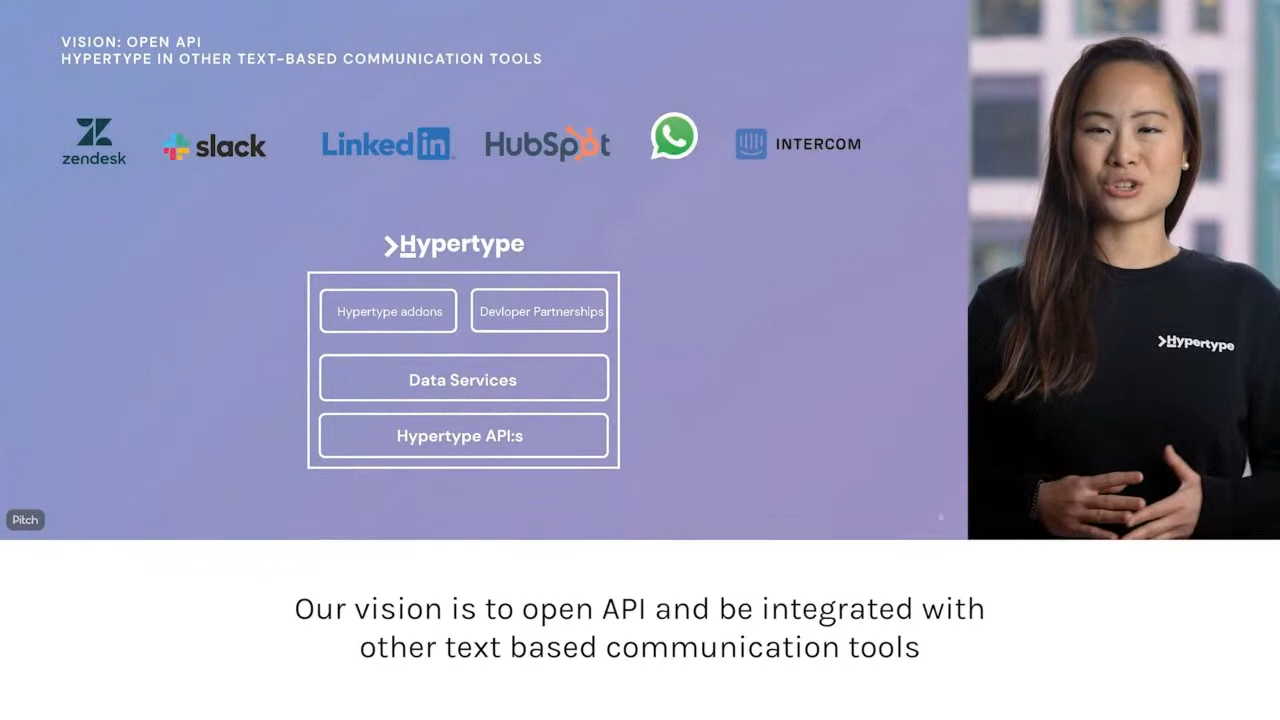 VISION: OPEN API
HYPERTYPE IN OTHER TEXT-BASED COMMUNICATION TOOLS
zendesk
slack
Linked in
HubSpot
INTERCOM
Hypertype
Hypertype addons
Devloper Partnerships
Data Services
Hypertype API:s
Hypertype
Pitch
Our vision is to open API and be integrated with
other text based communication tools